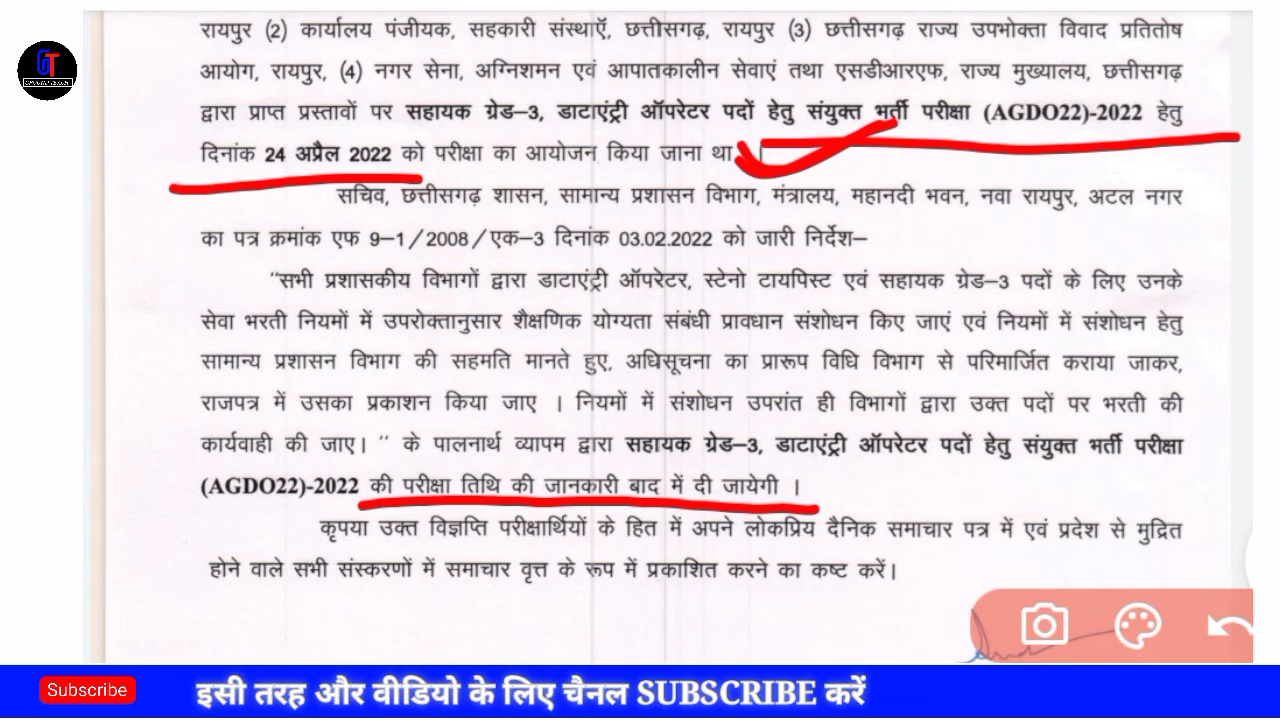 रायपुर (2) कार्यालय पंजीयक, सहकारी संस्थाऍं, छत्तीसगढ़, रायपुर (3) छत्तीसगढ़ राज्य उपभोक्ता विवाद प्रतितोष
आयोग, रायपुर, (4) नगर सेना, अग्निशमन एवं आपातकालीन सेवाएं तथा एसडीआरएफ, राज्य मुख्यालय, छत्तीसगढ़
द्वारा प्राप्त प्रस्तावों पर सहायक ग्रेड–3, डाटाएंट्री ऑपरेटर पदों हेतु संयुक्त भर्ती परीक्षा (AGDO22)-2022 हेतु
दिनांक 24 अप्रैल 2022 को परीक्षा का आयोजन किया जाना था ।
सचिव, छत्तीसगढ़ शासन, सामान्य प्रशासन विभाग, मंत्रालय, महानदी भवन, नवा रायपुर, अटल नगर
का पत्र क्रमांक एफ 9–1/2008/एक–3 दिनांक 03.02.2022 को जारी निर्देश–
“सभी प्रशासकीय विभागों द्वारा डाटाएंट्री ऑपरेटर, स्टेनो टायपिस्ट एवं सहायक ग्रेड–3 पदों के लिए उनके
सेवा भरती नियमों में उपरोक्तानुसार शैक्षणिक योग्यता संबंधी प्रावधान संशोधन किए जाएं एवं नियमों में संशोधन हेतु
सामान्य प्रशासन विभाग की सहमति मानते हुए, अधिसूचना का प्रारूप विधि विभाग से परिमार्जित कराया जाकर,
राजपत्र में उसका प्रकाशन किया जाए । नियमों में संशोधन उपरांत ही विभागों द्वारा उक्त पदों पर भरती की
कार्यवाही की जाए। ” के पालनार्थ व्यापम द्वारा सहायक ग्रेड–3, डाटाएंट्री ऑपरेटर पदों हेतु संयुक्त भर्ती परीक्षा
(AGDO22)-2022 की परीक्षा तिथि की जानकारी बाद में दी जायेगी ।
कृपया उक्त विज्ञप्ति परीक्षार्थियों के हित में अपने लोकप्रिय दैनिक समाचार पत्र में एवं प्रदेश से मुद्रित
होने वाले सभी संस्करणों में समाचार वृत्त के रूप में प्रकाशित करने का कष्ट करें।
Subscribe
इसी तरह और वीडियो के लिए चैनल SUBSCRIBE करें